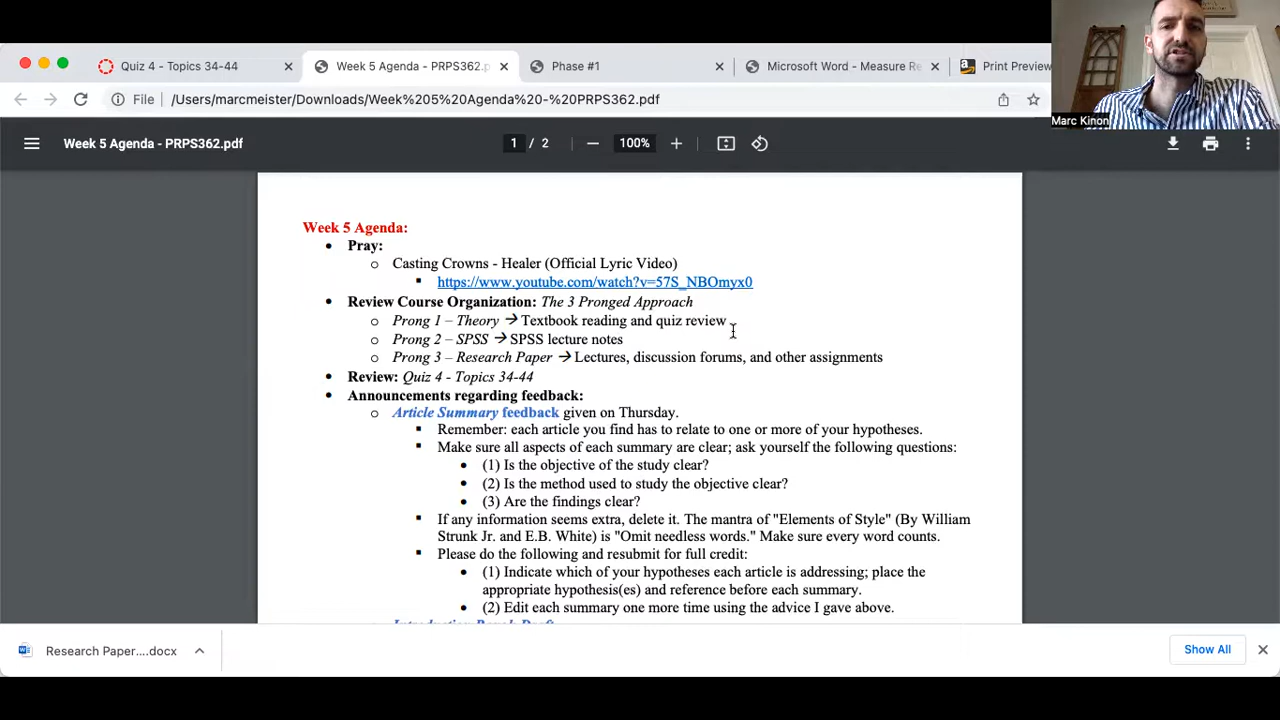 Quiz 4 - Topics 34-44
Week 5 Agenda - PRPS362.p
Phase #1
Microsoft Word - Measure Re
Print Preview
File /Users/marcmeister/Downloads/Week%205%20Agenda%20-%20PRPS362.pdf
Marc Kinon
Week 5 Agenda - PRPS362.pdf
1 / 2
100%
Week 5 Agenda:
• Pray:
o Casting Crowns - Healer (Official Lyric Video)
▪ https://www.youtube.com/watch?v=57S_NBOmyx0
• Review Course Organization: The 3 Pronged Approach
o Prong 1 – Theory → Textbook reading and quiz review
o Prong 2 – SPSS → SPSS lecture notes
o Prong 3 – Research Paper → Lectures, discussion forums, and other assignments
• Review: Quiz 4 - Topics 34-44
• Announcements regarding feedback:
o Article Summary feedback given on Thursday.
▪ Remember: each article you find has to relate to one or more of your hypotheses.
▪ Make sure all aspects of each summary are clear; ask yourself the following questions:
• (1) Is the objective of the study clear?
• (2) Is the method used to study the objective clear?
• (3) Are the findings clear?
▪ If any information seems extra, delete it. The mantra of "Elements of Style" (By William
Strunk Jr. and E.B. White) is "Omit needless words." Make sure every word counts.
▪ Please do the following and resubmit for full credit:
• (1) Indicate which of your hypotheses each article is addressing; place the
appropriate hypothesis(es) and reference before each summary.
• (2) Edit each summary one more time using the advice I gave above.
Research Paper....docx
Show All